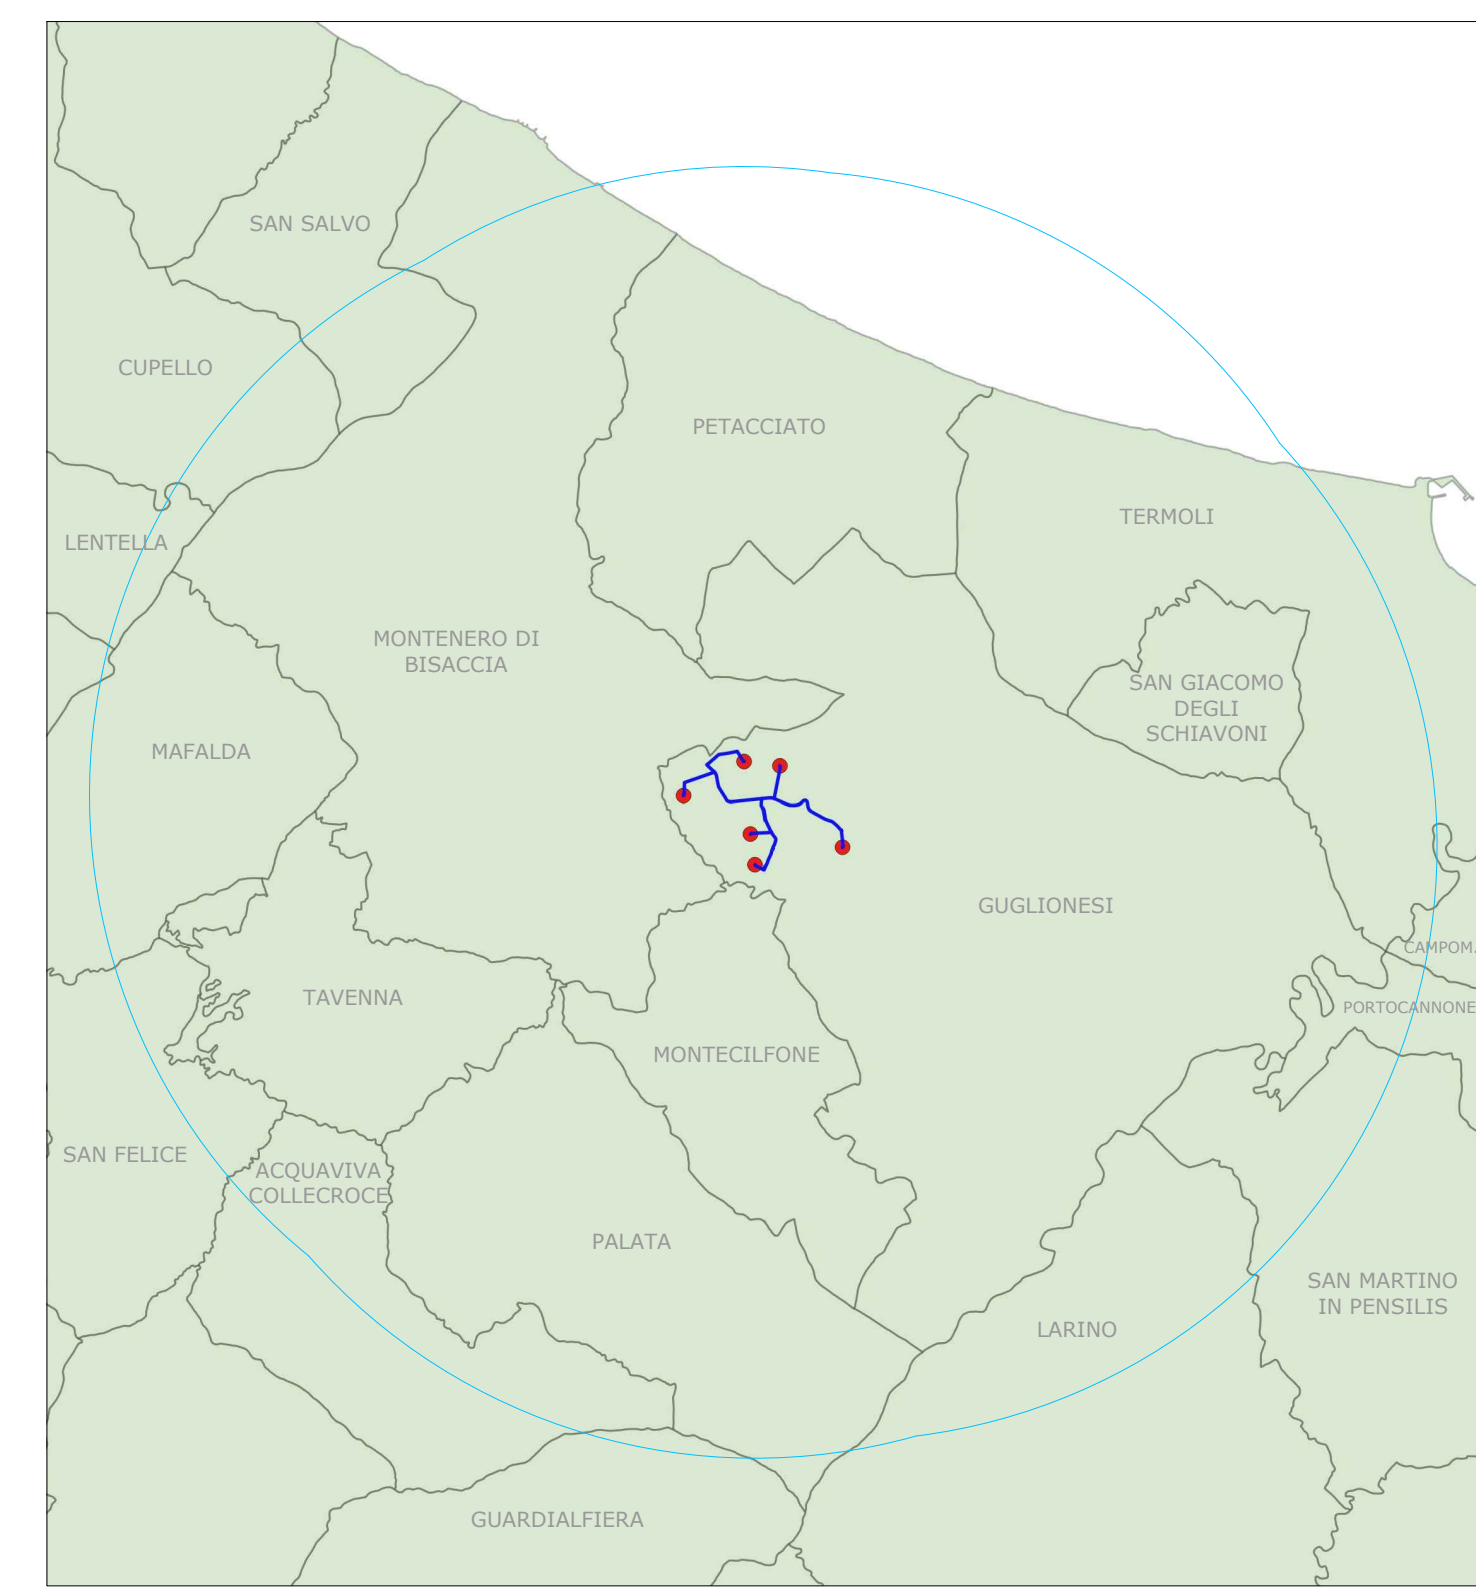 SAN SALVO
CUPELLO
PETACCIATO
TERMOLI
LENTELLA
MONTENERO DI
BISACCIA
SAN GIACOMO
DEGLI
SCHIAVONI
MAFALDA
GUGLIONESI
CAMPOM.
TAVENNA
PORTOCANNONE
MONTECILFONE
SAN FELICE
ACQUAVIVA
COLLECROCE
PALATA
SAN MARTINO
IN PENSILIS
LARINO
GUARDIALFIERA